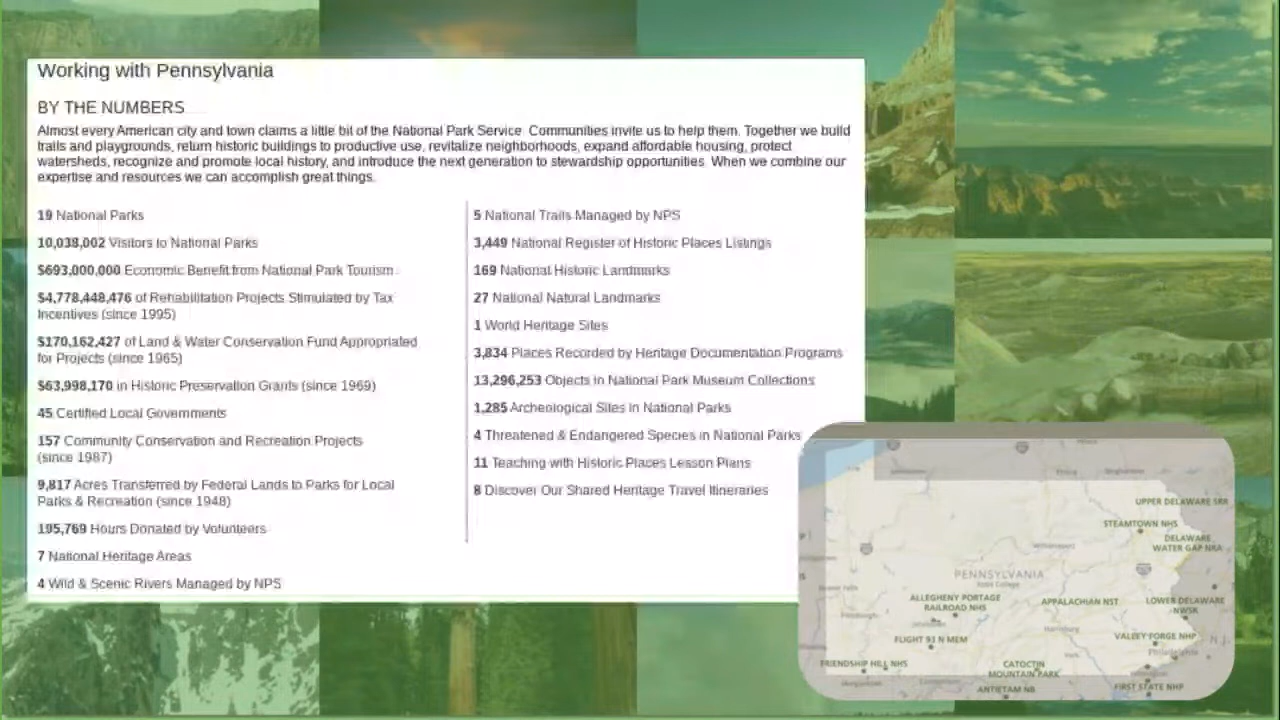 Working with Pennsylvania
BY THE NUMBERS
Almost every American city and town claims a little bit of the National Park Service. Communities invite us to help them. Together we build
trails and playgrounds, return historic buildings to productive use, revitalize neighborhoods, expand affordable housing, protect
watersheds, recognize and promote local history, and introduce the next generation to stewardship opportunities. When we combine our
expertise and resources we can accomplish great things.
19 National Parks
10,038,002 Visitors to National Parks
$693,000,000 Economic Benefit from National Park Tourism
$4,778,448,476 of Rehabilitation Projects Stimulated by Tax
Incentives (since 1995)
$170,162,427 of Land & Water Conservation Fund Appropriated
for Projects (since 1965)
$63,998,170 in Historic Preservation Grants (since 1969)
45 Certified Local Governments
157 Community Conservation and Recreation Projects
(since 1987)
9,817 Acres Transferred by Federal Lands to Parks for Local
Parks & Recreation (since 1948)
195,769 Hours Donated by Volunteers
7 National Heritage Areas
4 Wild & Scenic Rivers Managed by NPS
5 National Trails Managed by NPS
3,449 National Register of Historic Places Listings
169 National Historic Landmarks
27 National Natural Landmarks
1 World Heritage Sites
3,834 Places Recorded by Heritage Documentation Programs
13,296,253 Objects in National Park Museum Collections
1,285 Archeological Sites in National Parks
4 Threatened & Endangered Species in National Parks
11 Teaching with Historic Places Lesson Plans
8 Discover Our Shared Heritage Travel Itineraries
UPPER DELAWARE SRR
STEAMTOWN NHS
DELAWARE
WATER GAP NRA
PENNSYLVANIA
State College
ALLEGHENY PORTAGE
RAILROAD NHS
APPALACHIAN NST
LOWER DELAWARE
NWSR
Pittsburgh
Johnstown
Harrisburg
FLIGHT 93 N MEM
VALLEY FORGE NHP
N.J.
York
Philadelphia
FRIENDSHIP HILL NHS
CATOCTIN
MOUNTAIN PARK
ANTIETAM NB
FIRST STATE NHP